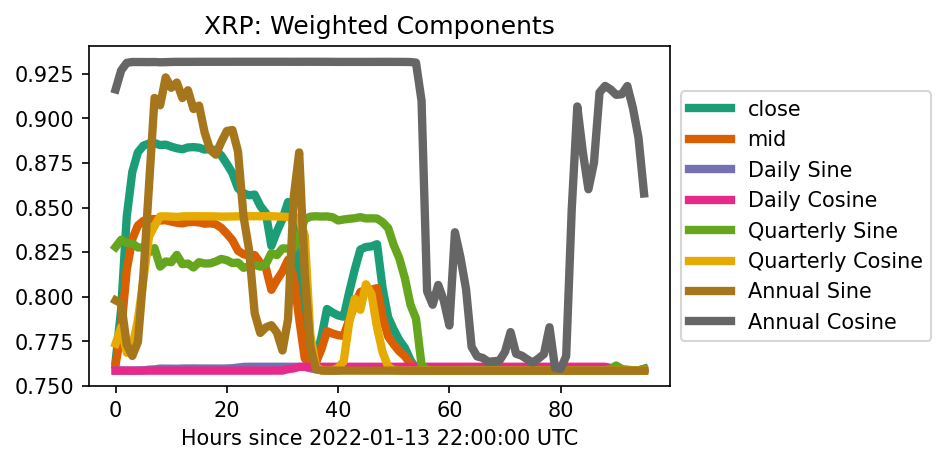 XRP: Weighted Components
0.925
0.900
0.875
0.850
0.825
0.800
0.775
0.750
0 20 40 60 80
Hours since 2022-01-13 22:00:00 UTC
close
mid
Daily Sine
Daily Cosine
Quarterly Sine
Quarterly Cosine
Annual Sine
Annual Cosine